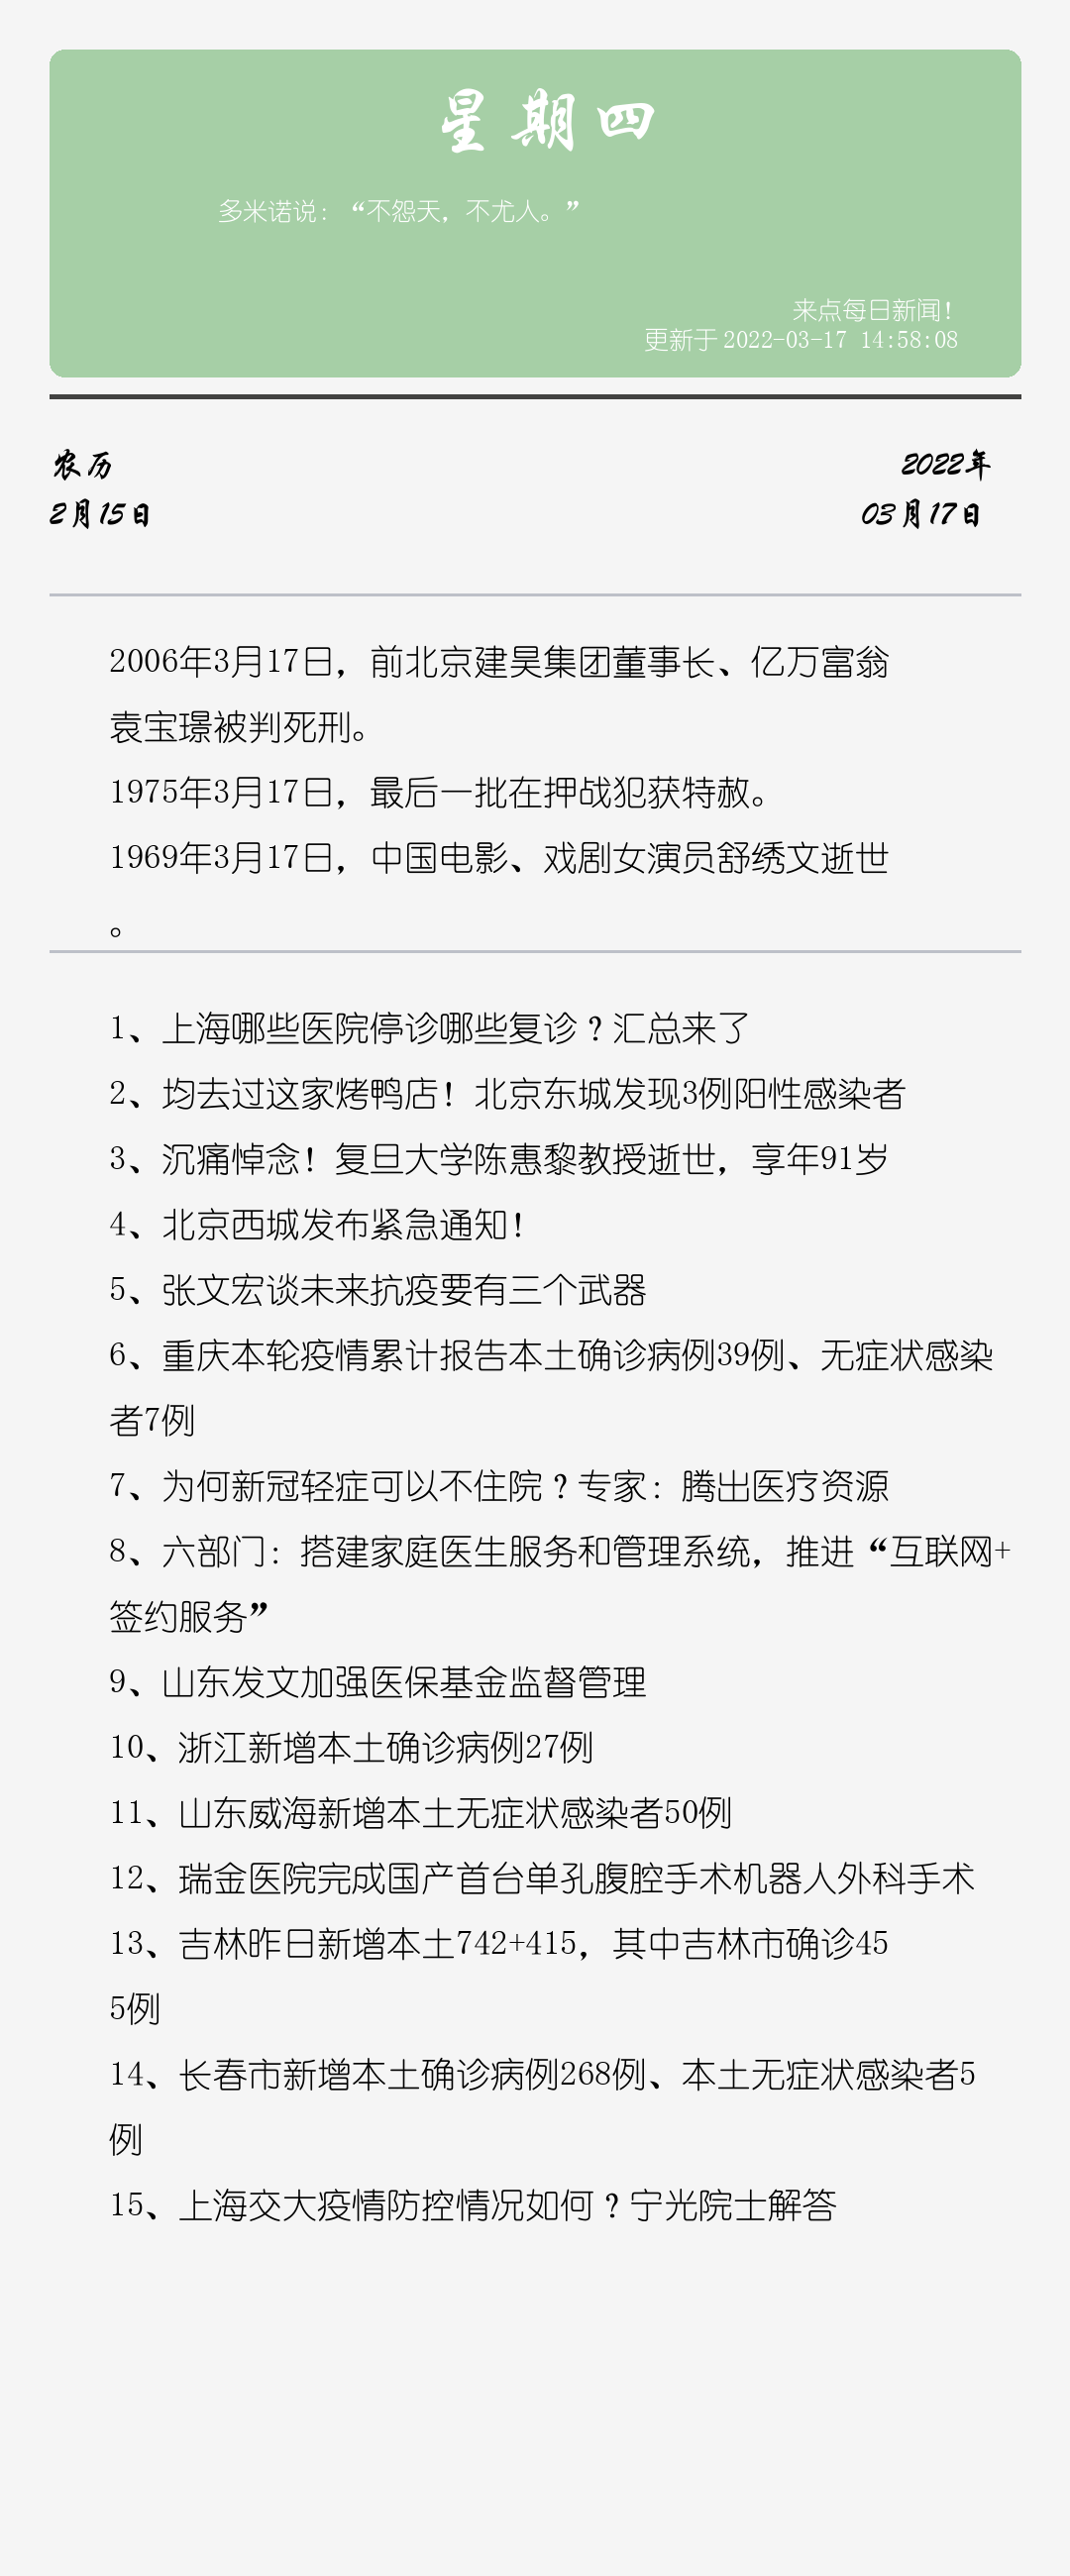 星期四
多米诺说：“不怨天，不尤人。”
来点每日新闻！
更新于2022-03-17 14:58:08
农历
2月15日
2022年
03月17日
2006年3月17日，前北京建昊集团董事长、亿万富翁
袁宝璟被判死刑。
1975年3月17日，最后一批在押战犯获特赦。
1969年3月17日，中国电影、戏剧女演员舒绣文逝世
。
1、上海哪些医院停诊哪些复诊？汇总来了
2、均去过这家烤鸭店！北京东城发现3例阳性感染者
3、沉痛悼念！复旦大学陈惠黎教授逝世，享年91岁
4、北京西城发布紧急通知！
5、张文宏谈未来抗疫要有三个武器
6、重庆本轮疫情累计报告本土确诊病例39例、无症状感染
者7例
7、为何新冠轻症可以不住院？专家：腾出医疗资源
8、六部门：搭建家庭医生服务和管理系统，推进“互联网+
签约服务”
9、山东发文加强医保基金监督管理
10、浙江新增本土确诊病例27例
11、山东威海新增本土无症状感染者50例
12、瑞金医院完成国产首台单孔腹腔手术机器人外科手术
13、吉林昨日新增本土742+415，其中吉林市确诊45
5例
14、长春市新增本土确诊病例268例、本土无症状感染者5
例
15、上海交大疫情防控情况如何？宁光院士解答